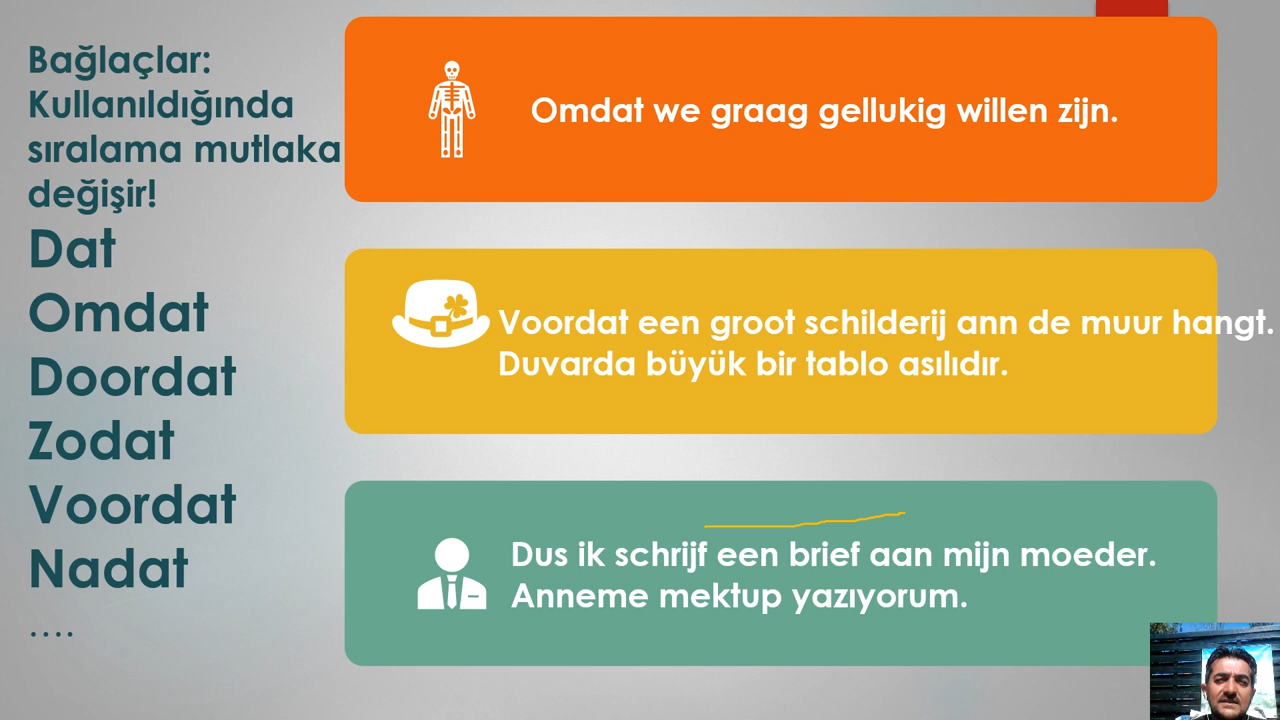 Bağlaçlar:
Kullanıldığında
sıralama mutlaka
değişir!
Dat
Omdat
Doordat
Zodat
Voordat
Nadat
....
Omdat we graag gellukig willen zijn.
Voordat een groot schilderij ann de muur hangt.
Duvarda büyük bir tablo asılıdır.
Dus ik schrijf een brief aan mijn moeder.
Anneme mektup yazıyorum.